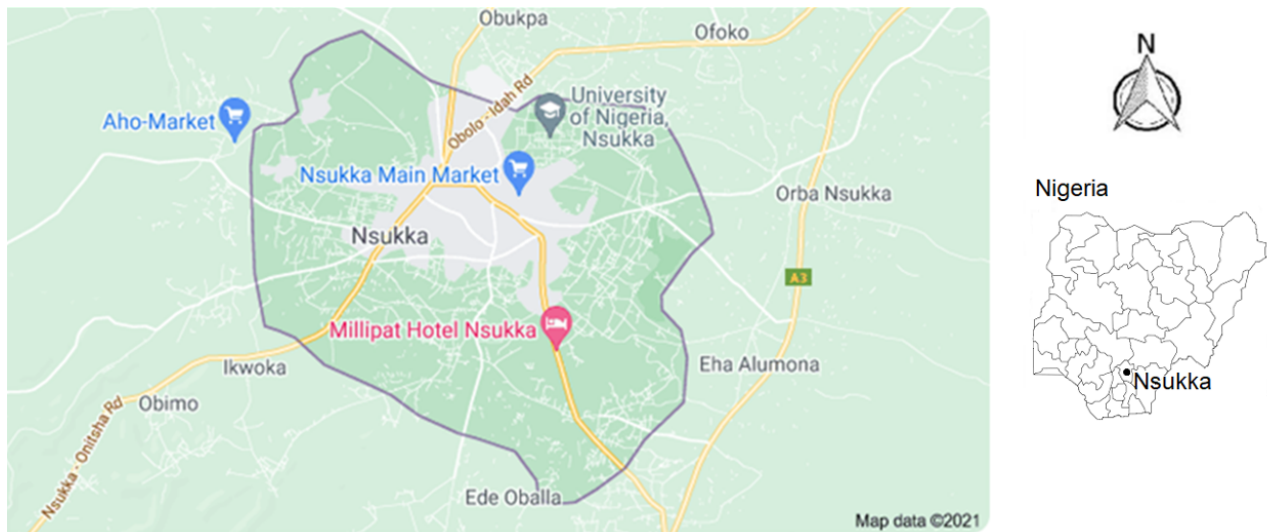 Obukpa
Ofoko
Obolo - Idah Rd
University
of Nigeria,
Nsukka
Aho-Market
Nsukka Main Market
Orba Nsukka
Nsukka
A3
Millipat Hotel Nsukka
Ikwoka
Eha Alumona
Obimo
Nsukka - Onitsha Rd
Ede Oballa
Map data ©2021
N
Nigeria
Nsukka